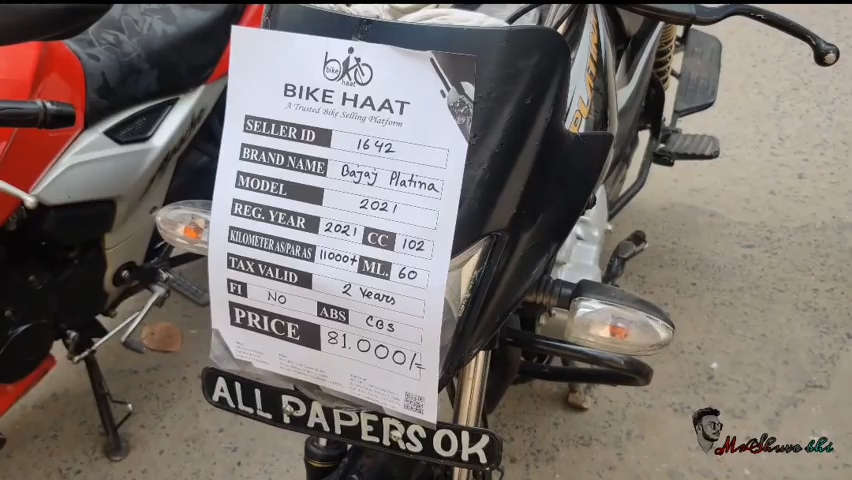 bike
haat
BIKE HAAT
A Trusted Bike Selling Platform
SELLER ID 1642
BRAND NAME Bajaj Platina
MODEL 2021
REG. YEAR 2021 CC 102
KILOMETER AS/PAR AS 11000+ ML. 60
TAX VALID 2 Years
FI NO ABS CBS
PRICE 81.000/=
ALL PAPERS OK